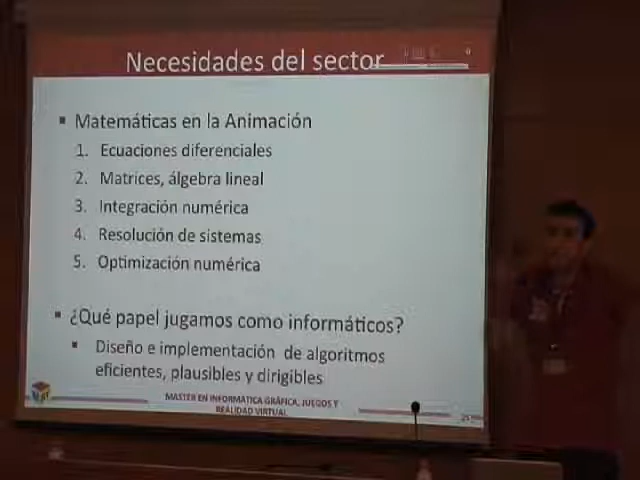 Necesidades del sector
▪ Matemáticas en la Animación
1. Ecuaciones diferenciales
2. Matrices, álgebra lineal
3. Integración numérica
4. Resolución de sistemas
5. Optimización numérica
▪ ¿Qué papel jugamos como informáticos?
▪ Diseño e implementación de algoritmos
eficientes, plausibles y dirigibles
MASTER EN INFORMÁTICA GRÁFICA, JUEGOS Y
REALIDAD VIRTUAL